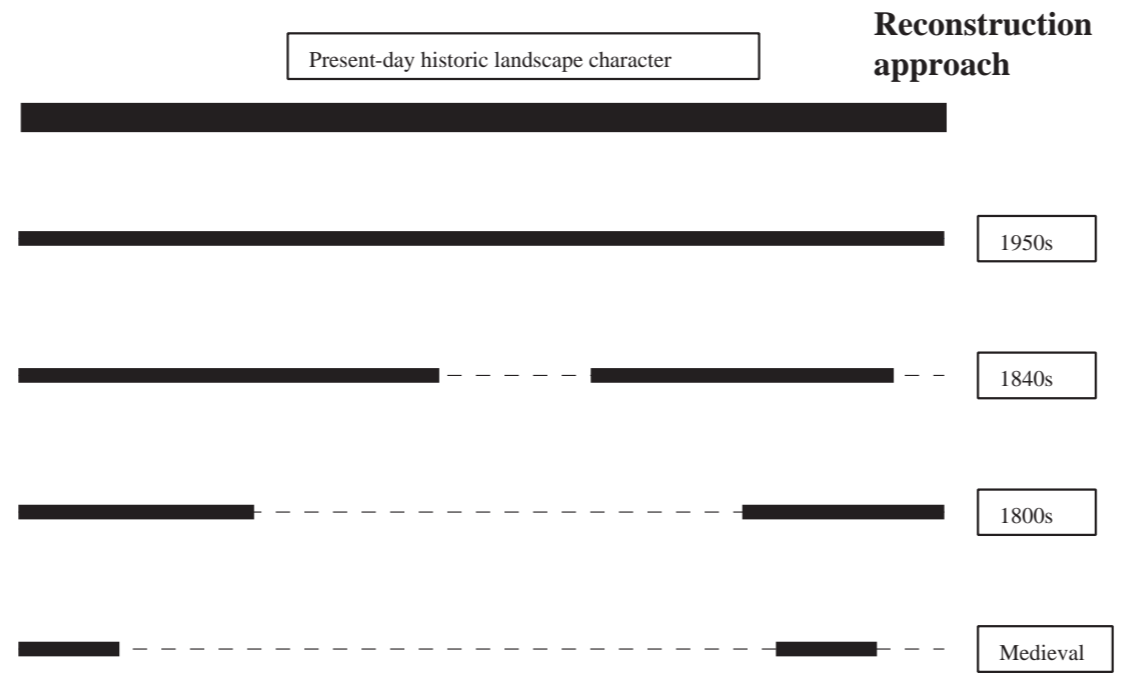 Reconstruction
approach
Present-day historic landscape character
1950s
1840s
1800s
Medieval